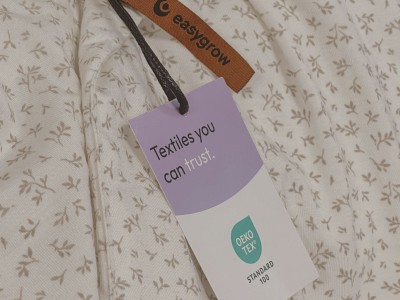 easygrow
Textiles you
can trust.
OEKO
TEX®
STANDARD
100